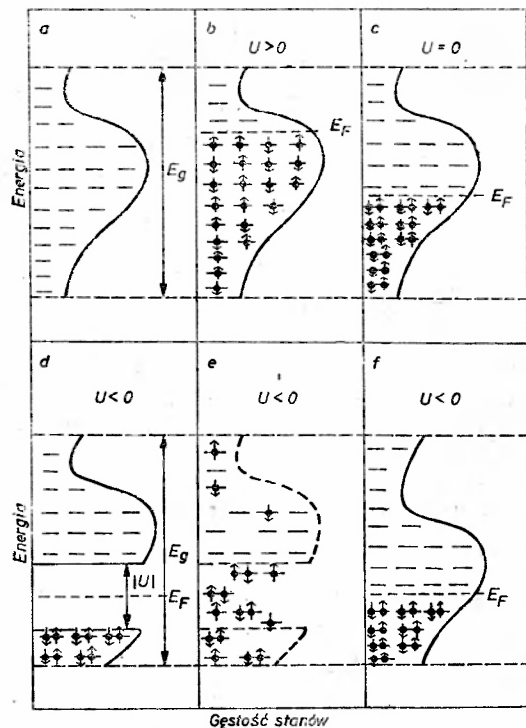 a
b
U > 0
c
U = 0
Energia
E_g
E_F
E_F
d
U < 0
e
U < 0
f
U < 0
Energia
|U|
E_F
E_g
E_F
Gęstość stanów